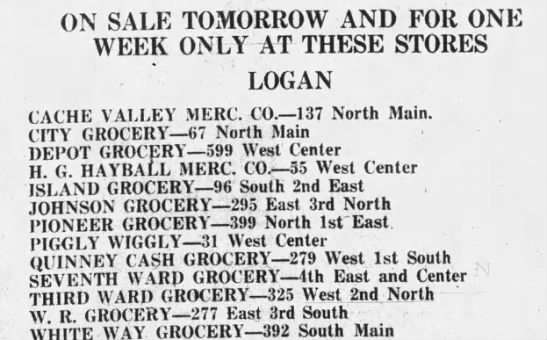 ON SALE TOMORROW AND FOR ONE
WEEK ONLY AT THESE STORES
LOGAN
CACHE VALLEY MERC. CO.—137 North Main.
CITY GROCERY—67 North Main
DEPOT GROCERY—599 West Center
H. G. HAYBALL MERC. CO.—55 West Center
ISLAND GROCERY—96 South 2nd East
JOHNSON GROCERY—295 East 3rd North
PIONEER GROCERY—399 North 1st East
PIGGLY WIGGLY—31 West Center
QUINNEY CASH GROCERY—279 West 1st South
SEVENTH WARD GROCERY—4th East and Center
THIRD WARD GROCERY—325 West 2nd North
W. R. GROCERY—277 East 3rd South
WHITE WAY GROCERY—392 South Main